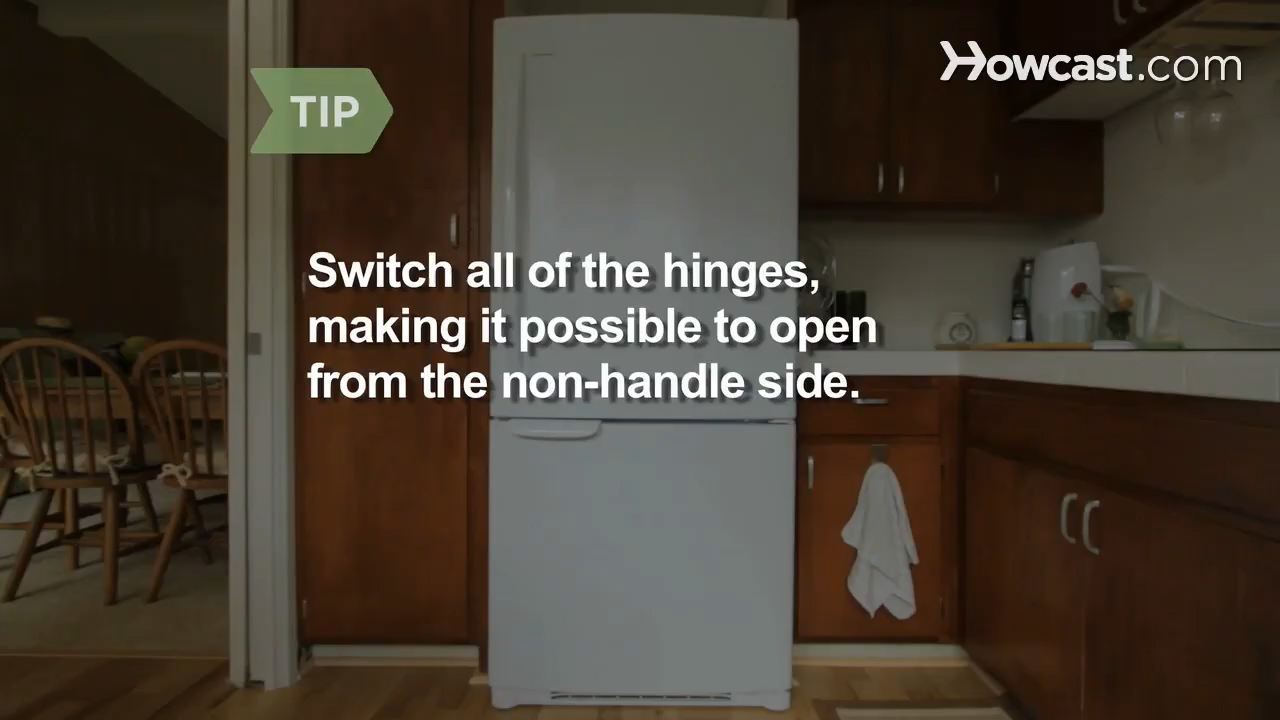 Howcast.com
TIP
Switch all of the hinges,
making it possible to open
from the non-handle side.